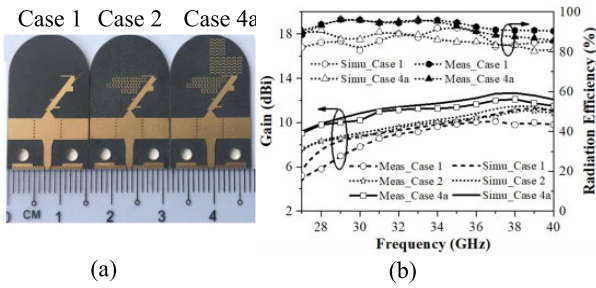 Case 1 Case 2 Case 4a
0 CM 1 2 3 4
(a)
Gain (dBi)
18
14
10
6
2
Simu_Case 1 Meas_Case 1
Simu_Case 4a Meas_Case 4a
Meas_Case 1 Simu_Case 1
Meas_Case 2 Simu_Case 2
Meas_Case 4a Simu_Case 4a
28 30 32 34 36 38 40
Frequency (GHz)
100
80
60
40
20
0
Radiation Efficiency (%)
(b)